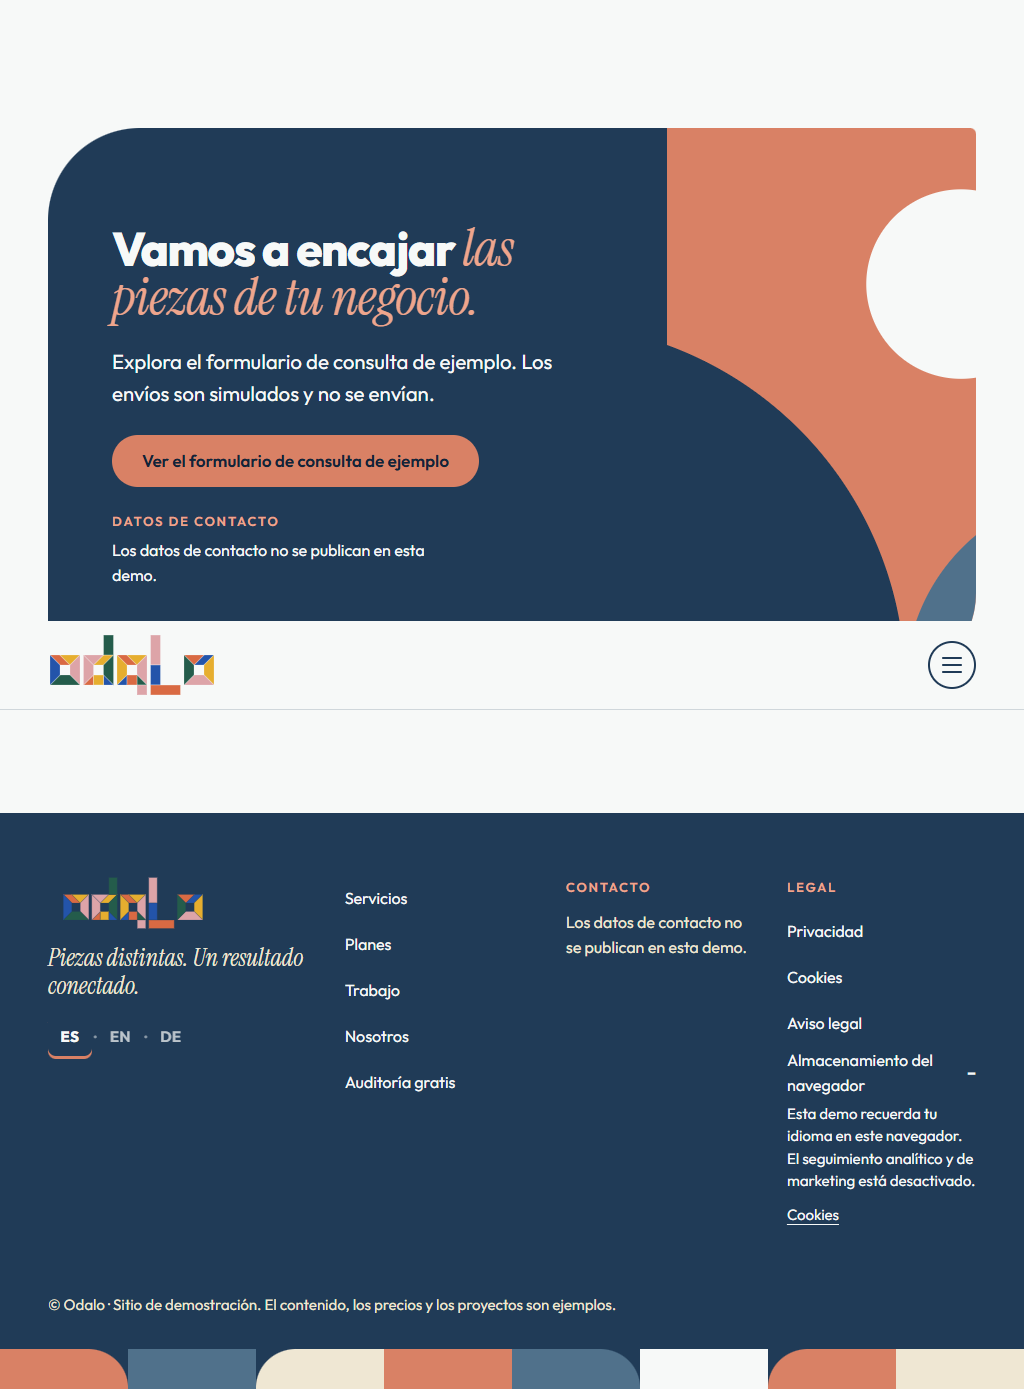 Vamos a encajar las
piezas de tu negocio.
Explora el formulario de consulta de ejemplo. Los
envíos son simulados y no se envían.
Ver el formulario de consulta de ejemplo
DATOS DE CONTACTO
Los datos de contacto no se publican en esta
demo.
odalo
odalo
Piezas distintas. Un resultado
conectado.
ES · EN · DE
Servicios
Planes
Trabajo
Nosotros
Auditoría gratis
CONTACTO
Los datos de contacto no
se publican en esta demo.
LEGAL
Privacidad
Cookies
Aviso legal
Almacenamiento del
navegador
–
Esta demo recuerda tu
idioma en este navegador.
El seguimiento analítico y de
marketing está desactivado.
Cookies
© Odalo · Sitio de demostración. El contenido, los precios y los proyectos son ejemplos.